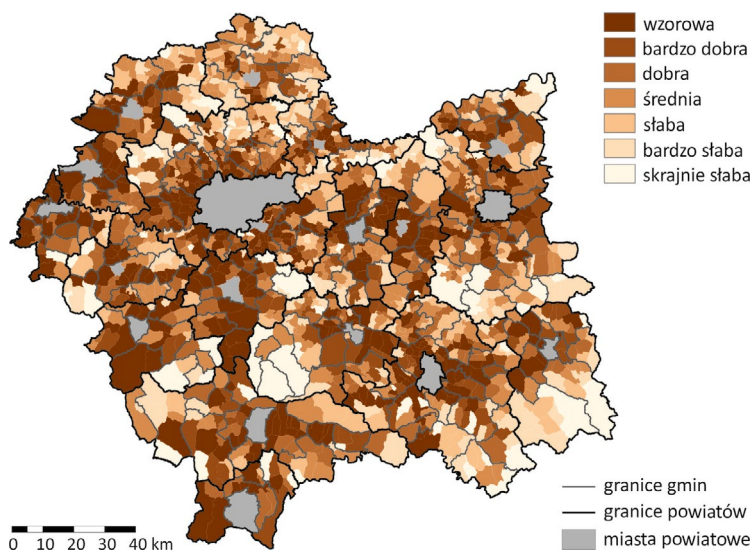 wzorowa
bardzo dobra
dobra
średnia
słaba
bardzo słaba
skrajnie słaba
granice gmin
granice powiatów
miasta powiatowe
0 10 20 30 40 km